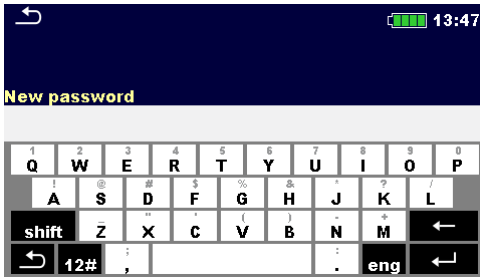 13:47
New password
1 2 3 4 5 6 7 8 9 0
Q W E R T Y U I O P
! @ # $ % & * ? /
A S D F G H J K L
_ " ' ( ) - +
shift Z X C V B N M ←
; :
12# , . eng